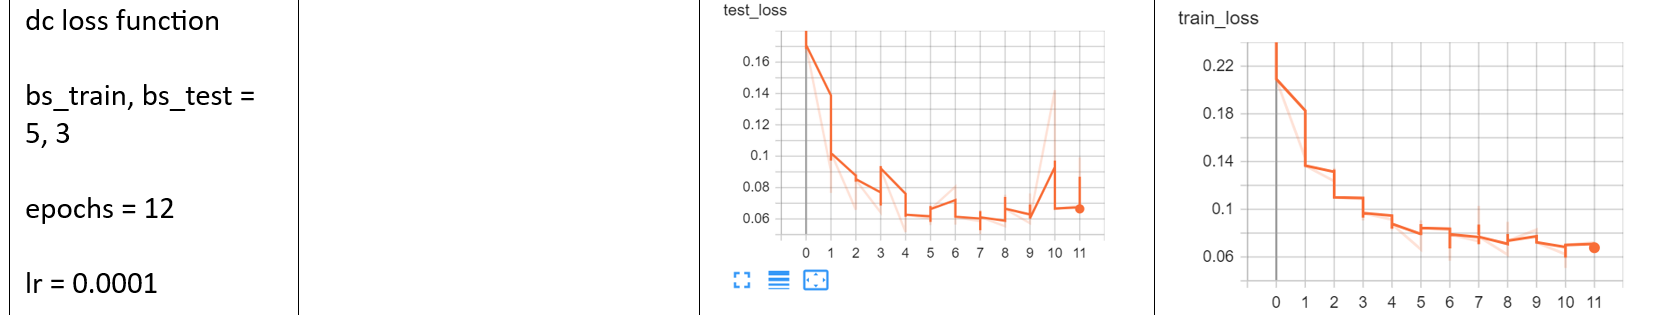 dc loss function
bs_train, bs_test =
5, 3
epochs = 12
lr = 0.0001
test_loss
0.16
0.14
0.12
0.1
0.08
0.06
0 1 2 3 4 5 6 7 8 9 10 11
train_loss
0.22
0.18
0.14
0.1
0.06
0 1 2 3 4 5 6 7 8 9 10 11